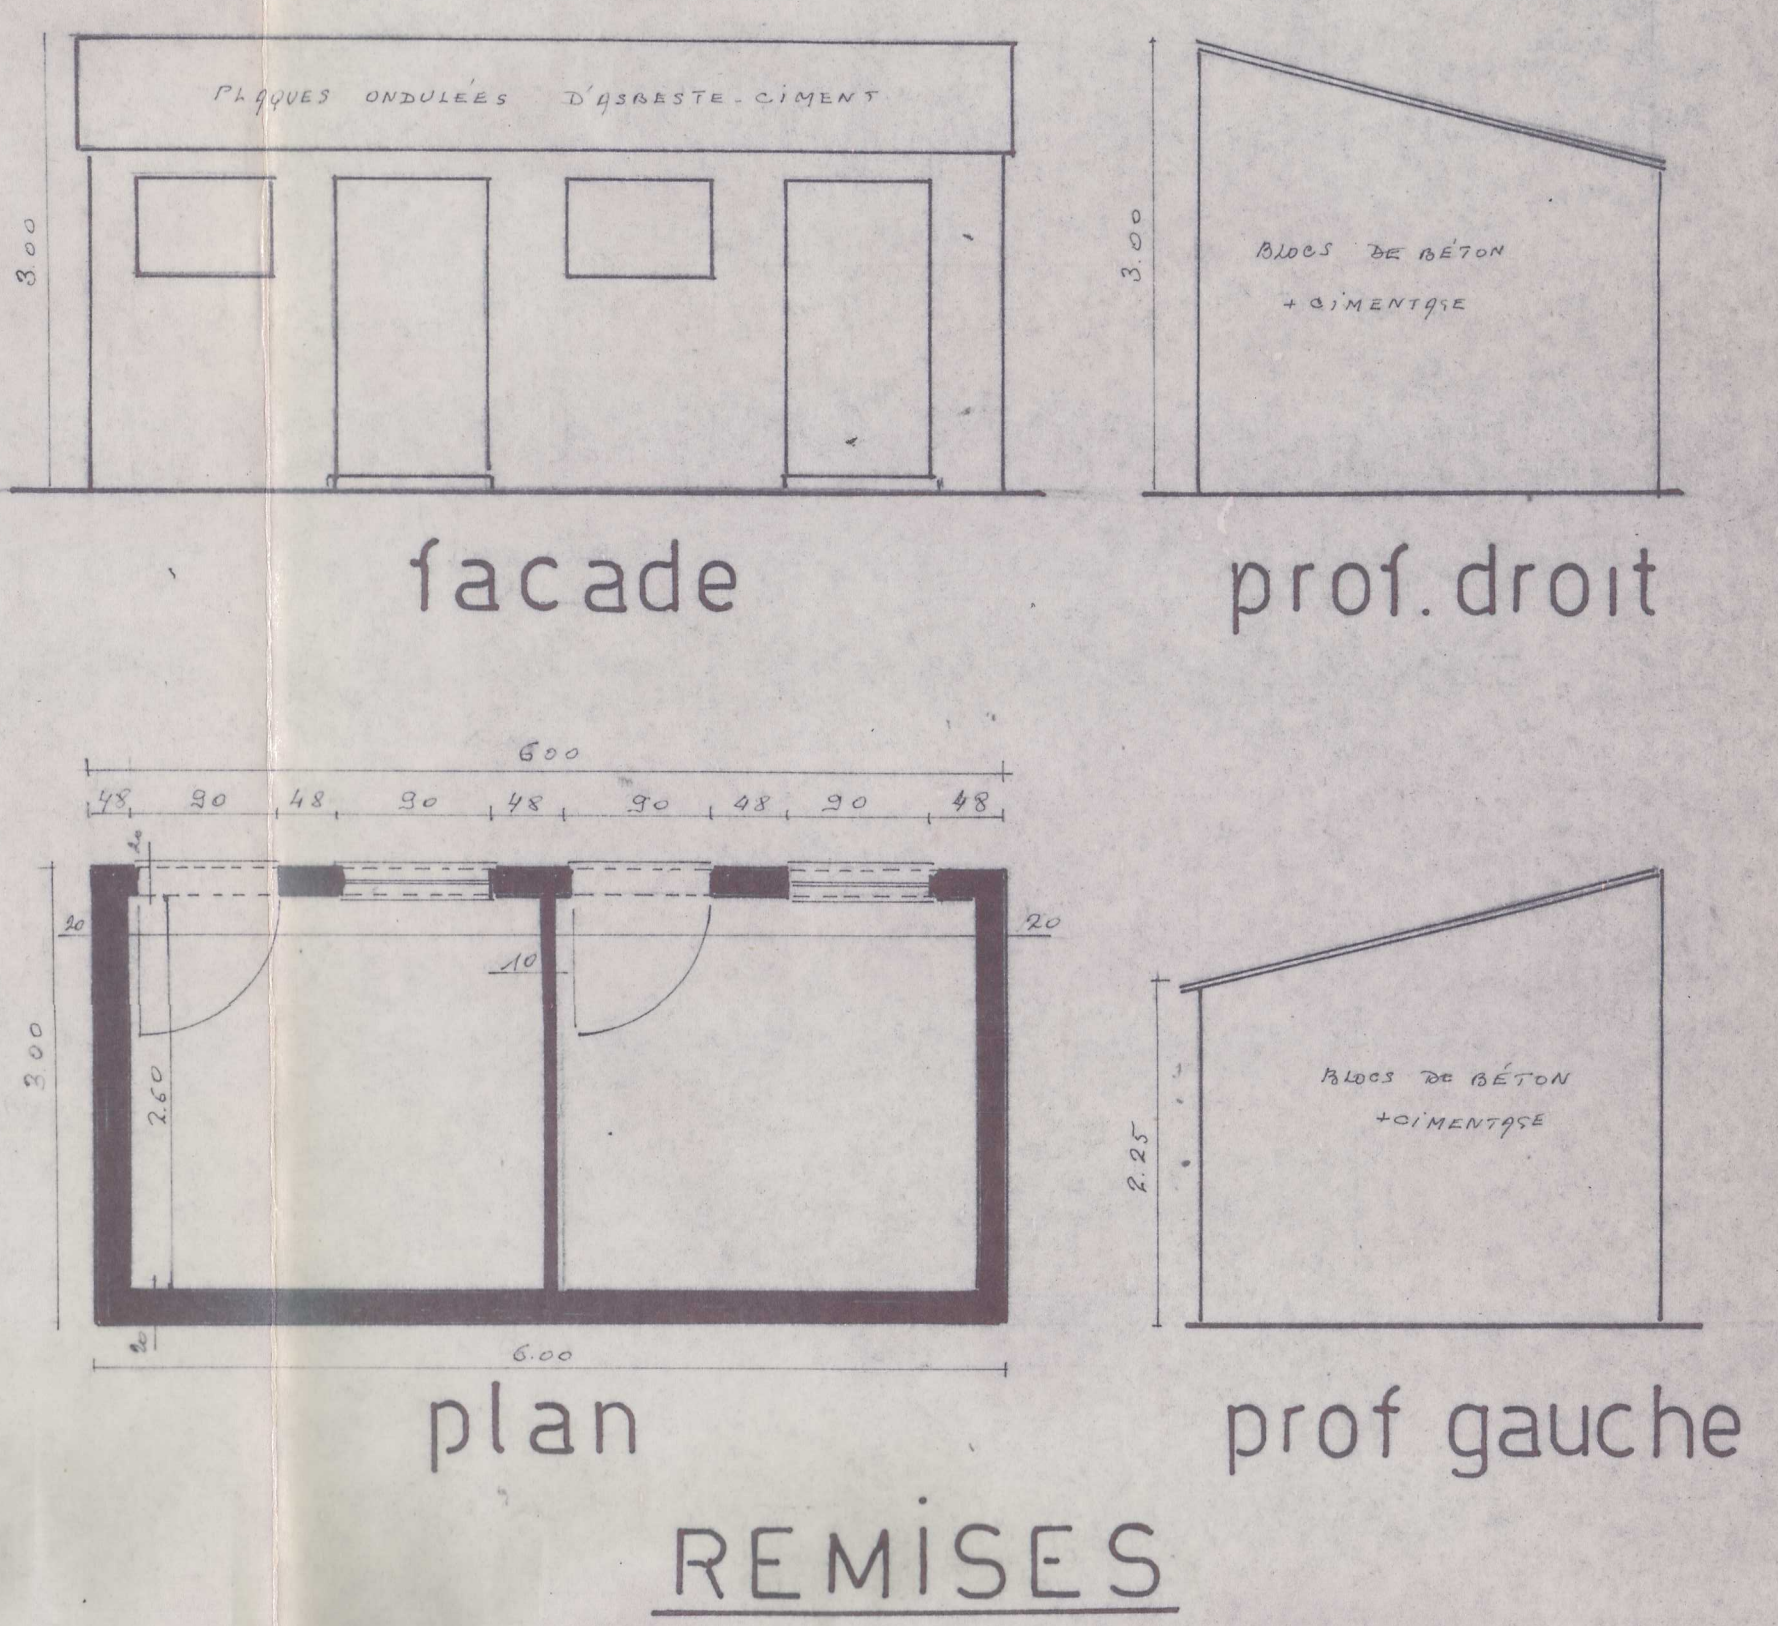 PLAQUES ONDULÉES D'ASBESTE-CIMENT
3.00
3.00
BLOCS DE BÉTON
+ CIMENTAGE
facade
prof. droit
600
48 90 48 90 48 90 48 90 48
20
20
20
10
3.00
2.60
20
6.00
2.25
BLOCS DE BÉTON
+CIMENTAGE
plan
prof gauche
REMiSES